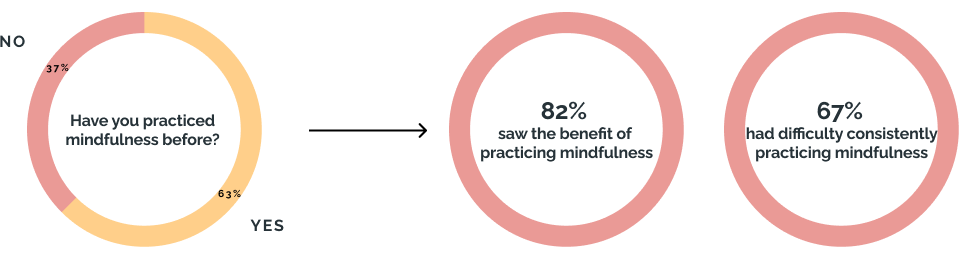 NO
37%
Have you practiced
mindfulness before?
63%
YES
82%
saw the benefit of
practicing mindfulness
67%
had difficulty consistently
practicing mindfulness